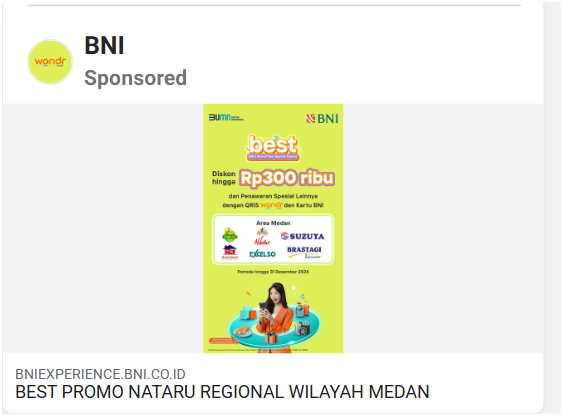 wondr
BNI
Sponsored
BUMN
BNI
best
Diskon
hingga
Rp300 ribu
dan Penawaran Spesial Lainnya
dengan QRIS wondr dan Kartu BNI
Area Medan
SUZUYA
EXCELSO
BRASTAGI
Periode hingga 31 Desember 2024
BNIEXPERIENCE.BNI.CO.ID
BEST PROMO NATARU REGIONAL WILAYAH MEDAN